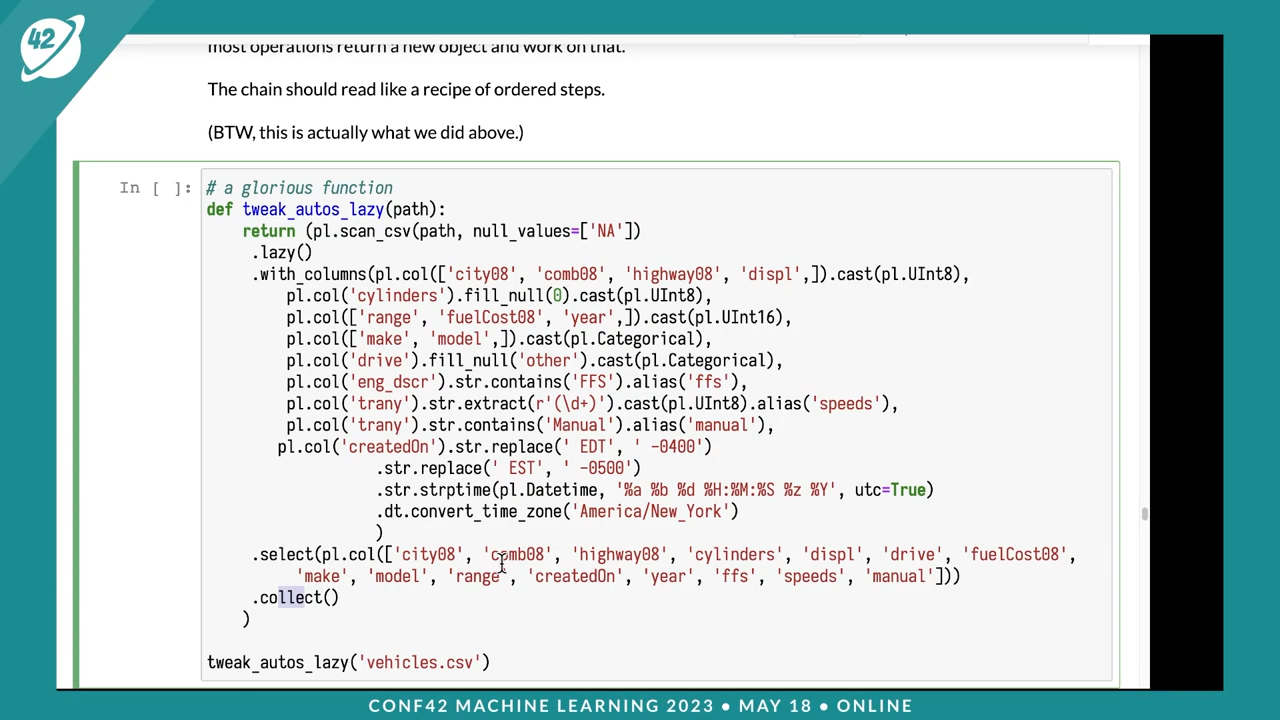 42
most operations return a new object and work on that.
The chain should read like a recipe of ordered steps.
(BTW, this is actually what we did above.)
In [ ]:
# a glorious function
def tweak_autos_lazy(path):
    return (pl.scan_csv(path, null_values=['NA'])
     .lazy()
     .with_columns(pl.col(['city08', 'comb08', 'highway08', 'displ',]).cast(pl.UInt8),
         pl.col('cylinders').fill_null(0).cast(pl.UInt8),
         pl.col(['range', 'fuelCost08', 'year',]).cast(pl.UInt16),
         pl.col(['make', 'model',]).cast(pl.Categorical),
         pl.col('drive').fill_null('other').cast(pl.Categorical),
         pl.col('eng_dscr').str.contains('FFS').alias('ffs'),
         pl.col('trany').str.extract(r'(\d+)').cast(pl.UInt8).alias('speeds'),
         pl.col('trany').str.contains('Manual').alias('manual'),
        pl.col('createdOn').str.replace(' EDT', ' -0400')
                   .str.replace(' EST', ' -0500')
                   .str.strptime(pl.Datetime, '%a %b %d %H:%M:%S %z %Y', utc=True)
                   .dt.convert_time_zone('America/New_York')
                   )
     .select(pl.col(['city08', 'comb08', 'highway08', 'cylinders', 'displ', 'drive', 'fuelCost08',
          'make', 'model', 'range', 'createdOn', 'year', 'ffs', 'speeds', 'manual']))
     .collect()
    )
tweak_autos_lazy('vehicles.csv')
CONF42 MACHINE LEARNING 2023 • MAY 18 • ONLINE